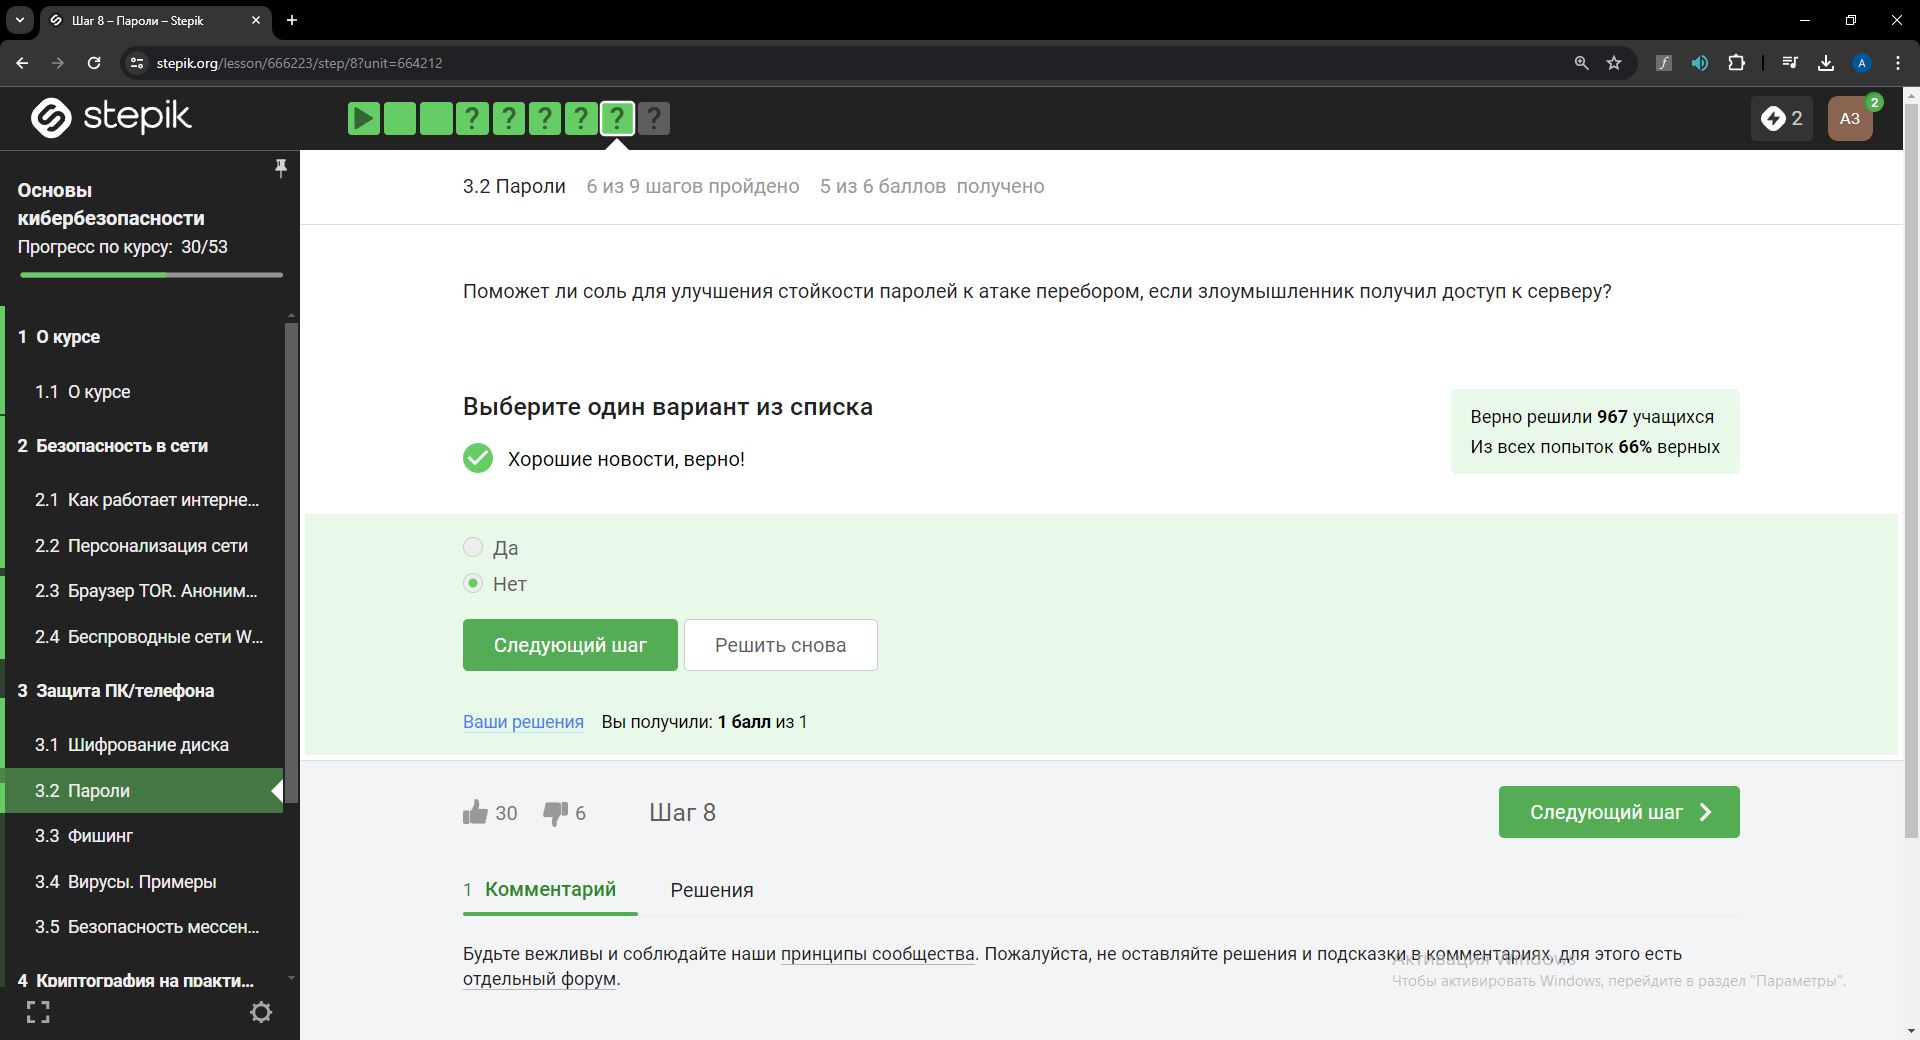 Шаг 8 – Пароли – Stepik
stepik.org/lesson/666223/step/8?unit=664212
A
stepik
? ? ? ? ? ?
2
АЗ
2
Основы
кибербезопасности
Прогресс по курсу: 30/53
1 О курсе
1.1 О курсе
2 Безопасность в сети
2.1 Как работает интерне...
2.2 Персонализация сети
2.3 Браузер TOR. Аноним...
2.4 Беспроводные сети W...
3 Защита ПК/телефона
3.1 Шифрование диска
3.2 Пароли
3.3 Фишинг
3.4 Вирусы. Примеры
3.5 Безопасность мессен...
4 Криптография на практи...
3.2 Пароли 6 из 9 шагов пройдено 5 из 6 баллов получено
Поможет ли соль для улучшения стойкости паролей к атаке перебором, если злоумышленник получил доступ к серверу?
Выберите один вариант из списка
Хорошие новости, верно!
Верно решили 967 учащихся
Из всех попыток 66% верных
Да
Нет
Следующий шаг
Решить снова
Ваши решения Вы получили: 1 балл из 1
30 6 Шаг 8
Следующий шаг
1 Комментарий Решения
Будьте вежливы и соблюдайте наши принципы сообщества. Пожалуйста, не оставляйте решения и подсказки в комментариях, для этого есть
отдельный форум.
Активация Windows
Чтобы активировать Windows, перейдите в раздел "Параметры".